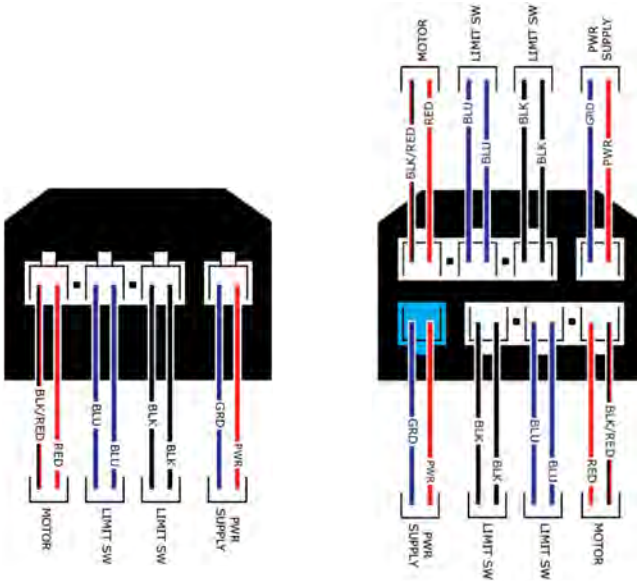 MOTOR
LIMIT SW
LIMIT SW
PWR
SUPPLY
BLK/RED
RED
BLU
BLU
BLK
BLK
GRD
PWR
BLK/RED
RED
BLU
BLU
BLK
BLK
GRD
PWR
MOTOR
LIMIT SW
LIMIT SW
PWR
SUPPLY
GRD
PWR
BLK
BLK
BLU
BLU
RED
BLK/RED
PWR
SUPPLY
LIMIT SW
LIMIT SW
MOTOR